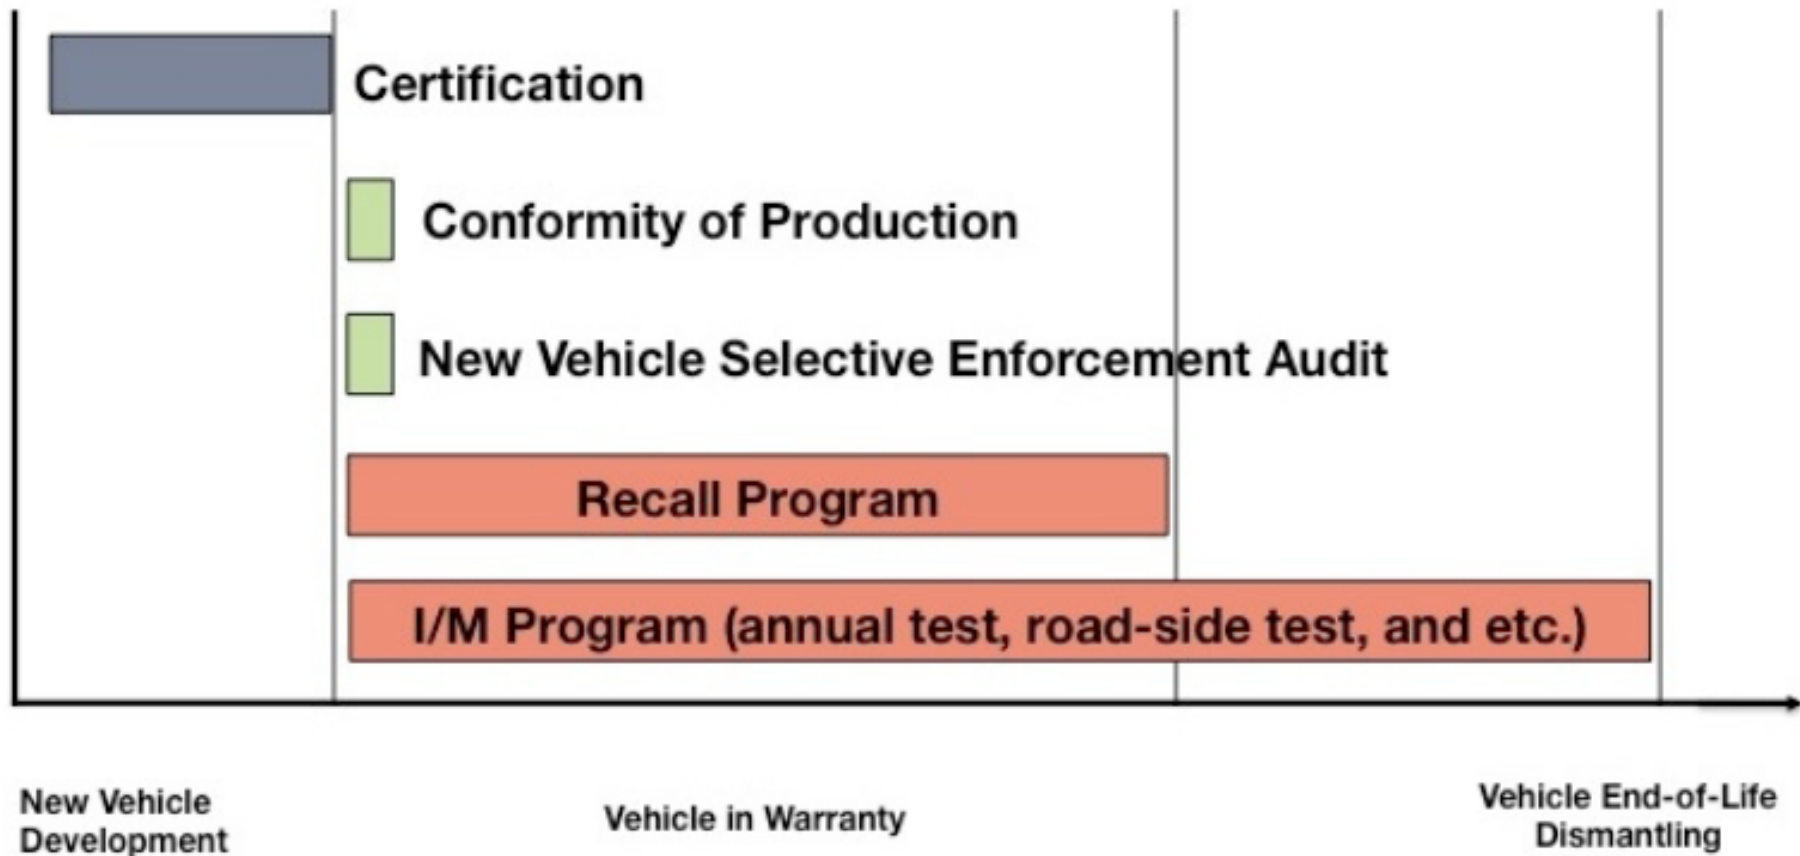 Certification
Conformity of Production
New Vehicle Selective Enforcement Audit
Recall Program
I/M Program (annual test, road-side test, and etc.)
New Vehicle
Development
Vehicle in Warranty
Vehicle End-of-Life
Dismantling